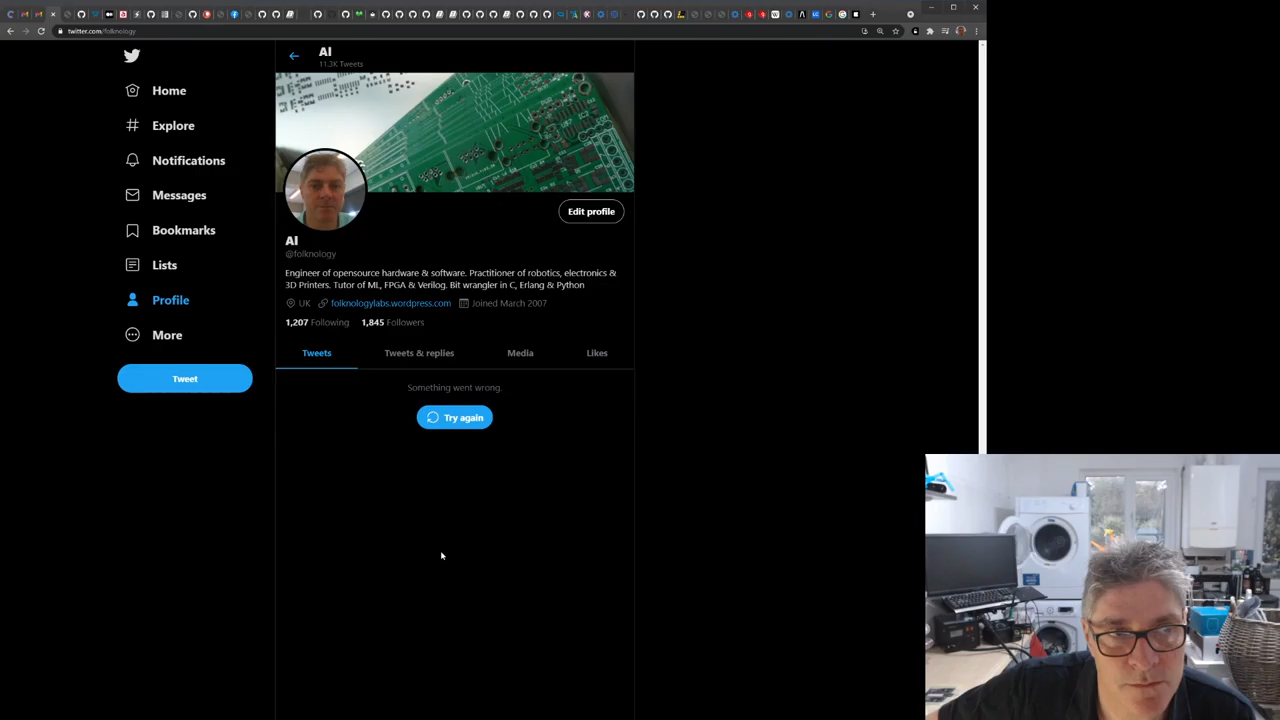 twitter.com/folknology
Al
11.3K Tweets
Home
Explore
Notifications
Messages
Bookmarks
Lists
Profile
More
Tweet
Edit profile
Al
@folknology
Engineer of opensource hardware & software. Practitioner of robotics, electronics &
3D Printers. Tutor of ML, FPGA & Verilog. Bit wrangler in C, Erlang & Python
UK folknologylabs.wordpress.com Joined March 2007
1,207 Following 1,845 Followers
Tweets Tweets & replies Media Likes
Something went wrong.
Try again